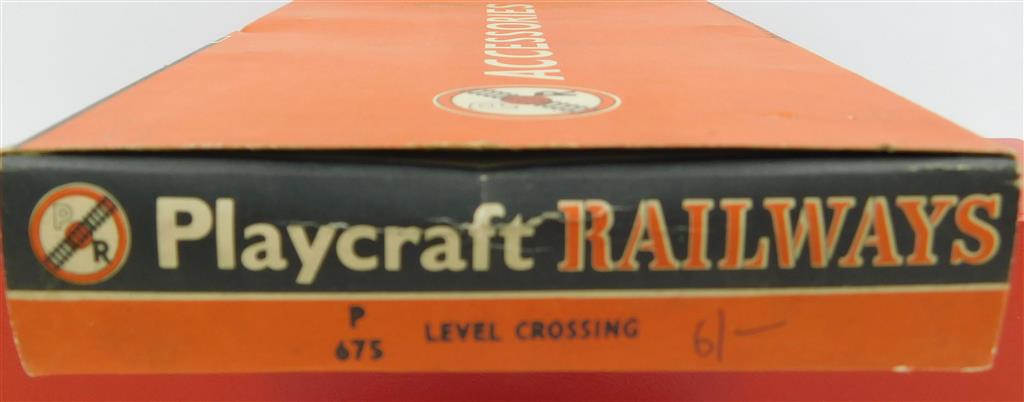 ACCESSORIES
P R
P R
Playcraft RAILWAYS
P
675
LEVEL CROSSING
6/-